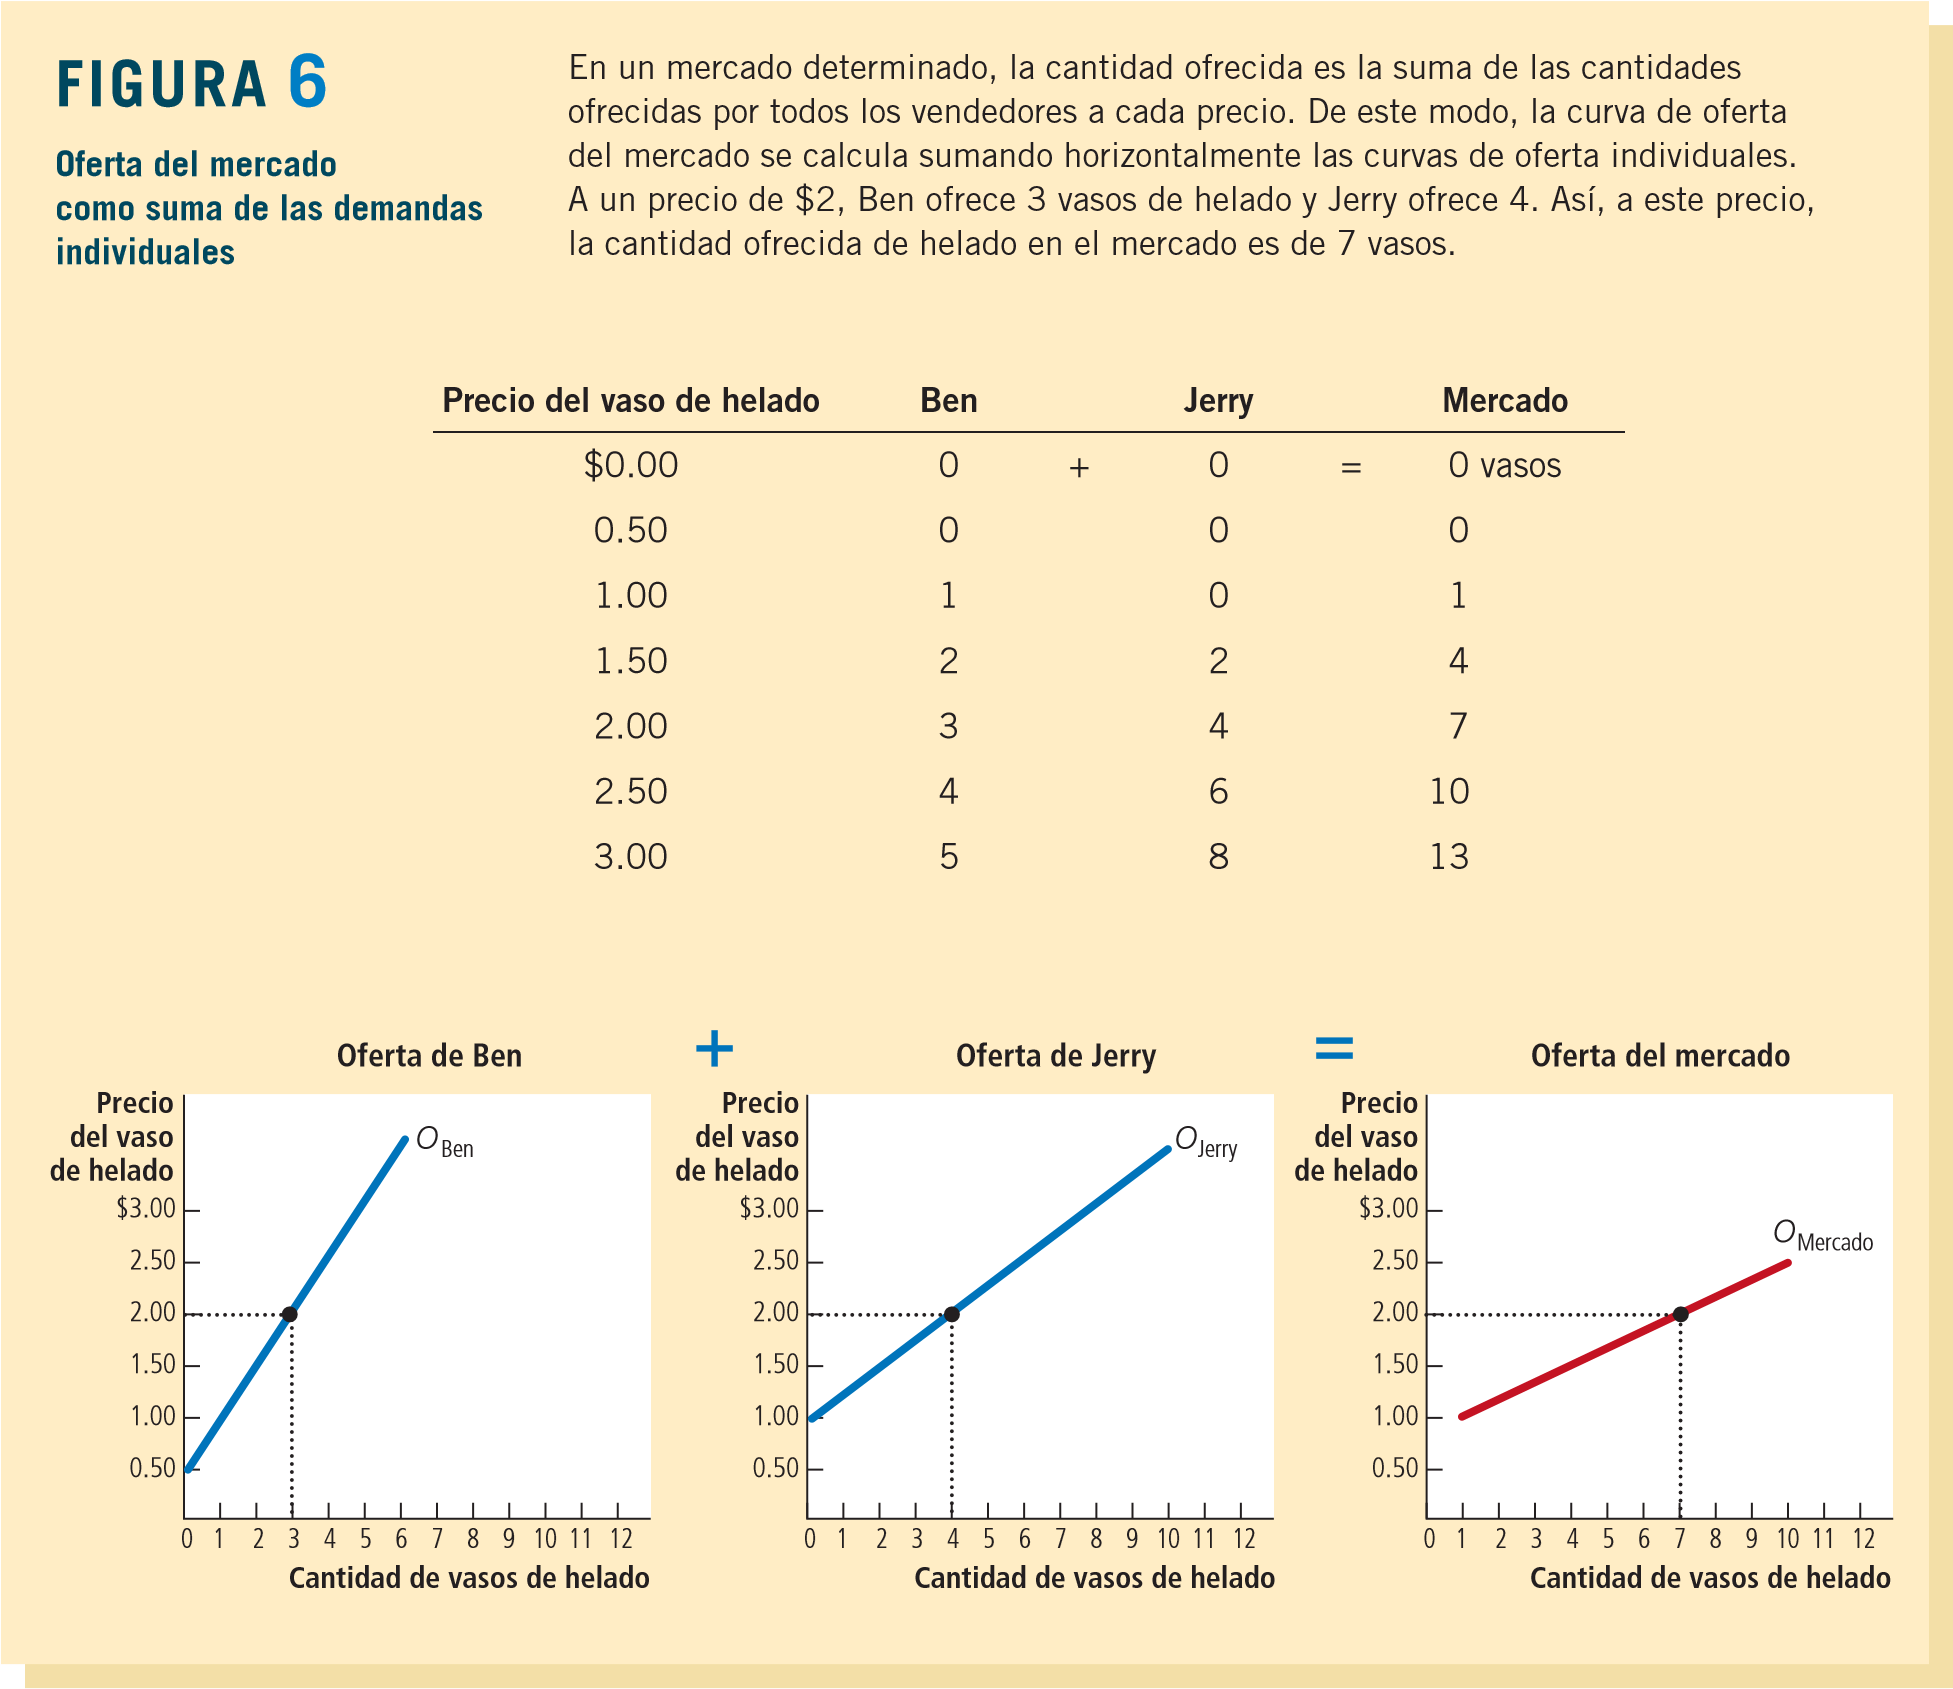 FIGURA 6
Oferta del mercado
como suma de las demandas
individuales
En un mercado determinado, la cantidad ofrecida es la suma de las cantidades
ofrecidas por todos los vendedores a cada precio. De este modo, la curva de oferta
del mercado se calcula sumando horizontalmente las curvas de oferta individuales.
A un precio de $2, Ben ofrece 3 vasos de helado y Jerry ofrece 4. Así, a este precio,
la cantidad ofrecida de helado en el mercado es de 7 vasos.
Precio del vaso de helado Ben Jerry Mercado
$0.00 0 + 0 = 0 vasos
0.50 0 0 0
1.00 1 0 1
1.50 2 2 4
2.00 3 4 7
2.50 4 6 10
3.00 5 8 13
Oferta de Ben + Oferta de Jerry = Oferta del mercado
Precio
del vaso
de helado
$3.00
2.50
2.00
1.50
1.00
0.50
O Ben
0 1 2 3 4 5 6 7 8 9 10 11 12
Cantidad de vasos de helado
Precio
del vaso
de helado
$3.00
2.50
2.00
1.50
1.00
0.50
O Jerry
0 1 2 3 4 5 6 7 8 9 10 11 12
Cantidad de vasos de helado
Precio
del vaso
de helado
$3.00
2.50
2.00
1.50
1.00
0.50
O Mercado
0 1 2 3 4 5 6 7 8 9 10 11 12
Cantidad de vasos de helado